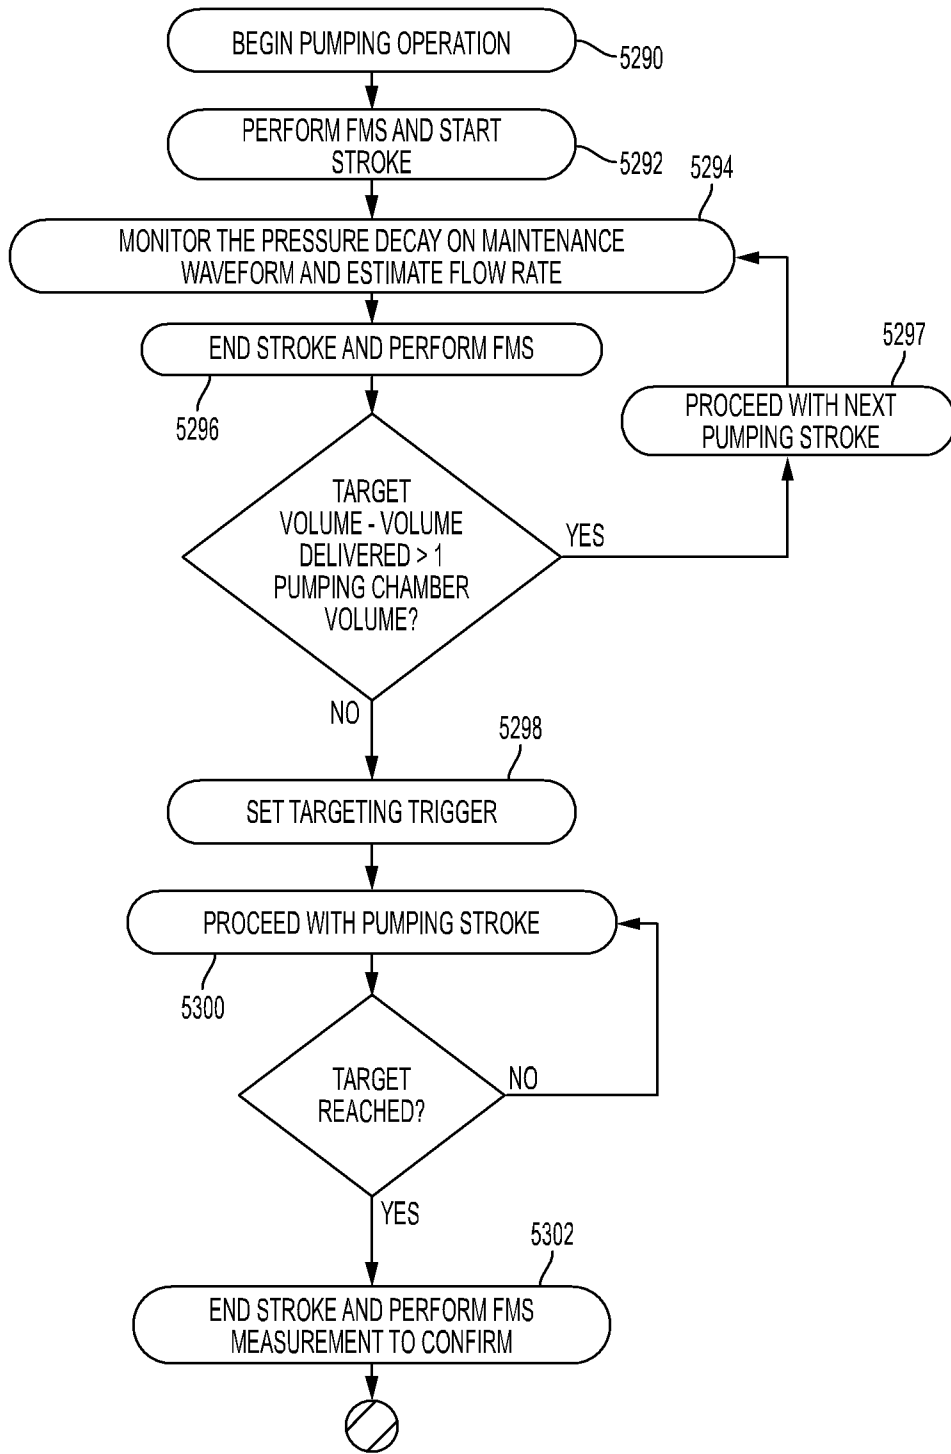 BEGIN PUMPING OPERATION
5290
PERFORM FMS AND START
STROKE
5292
5294
MONITOR THE PRESSURE DECAY ON MAINTENANCE
WAVEFORM AND ESTIMATE FLOW RATE
END STROKE AND PERFORM FMS
5296
5297
PROCEED WITH NEXT
PUMPING STROKE
TARGET
VOLUME - VOLUME
DELIVERED > 1
PUMPING CHAMBER
VOLUME?
YES
NO
5298
SET TARGETING TRIGGER
PROCEED WITH PUMPING STROKE
5300
TARGET
REACHED?
NO
YES
5302
END STROKE AND PERFORM FMS
MEASUREMENT TO CONFIRM